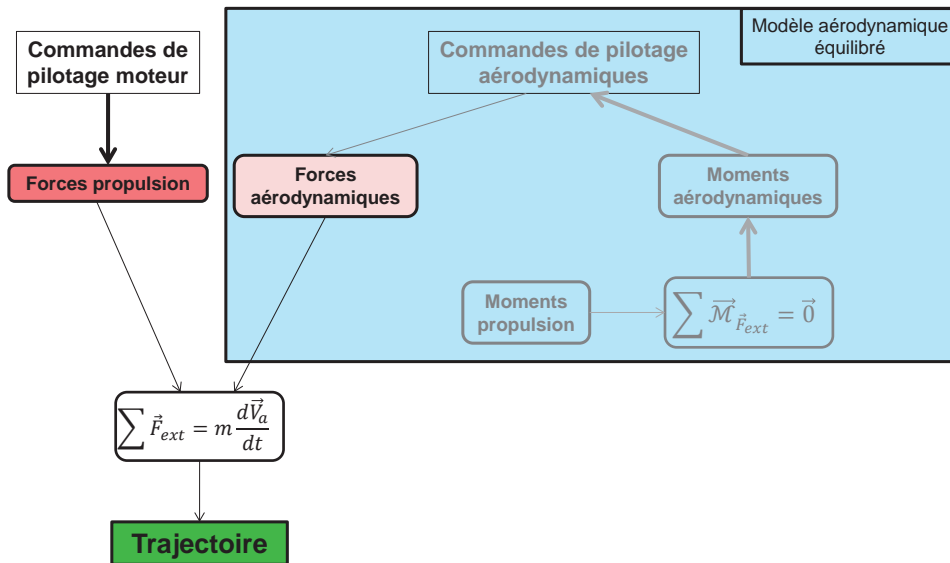 Commandes de
pilotage moteur
Modèle aérodynamique
équilibré
Commandes de pilotage
aérodynamiques
Forces propulsion
Forces
aérodynamiques
Moments
aérodynamiques
Moments
propulsion
∑ \vec{ℳ}_{\vec{F}_{ext}} = \vec{0}
∑ \vec{F}_{ext} = m \frac{d\vec{V}_a}{dt}
Trajectoire